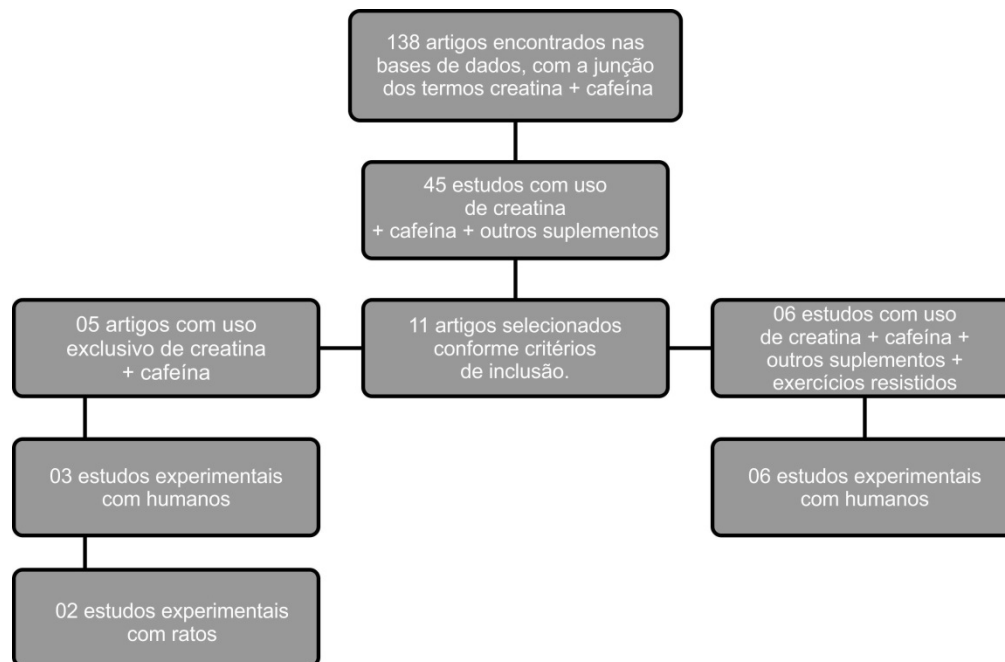 138 artigos encontrados nas
bases de dados, com a junção
dos termos creatina + cafeína
45 estudos com uso
de creatina
+ cafeína + outros suplementos
05 artigos com uso
exclusivo de creatina
+ cafeína
11 artigos selecionados
conforme critérios
de inclusão.
06 estudos com uso
de creatina + cafeína +
outros suplementos +
exercícios resistidos
03 estudos experimentais
com humanos
06 estudos experimentais
com humanos
02 estudos experimentais
com ratos